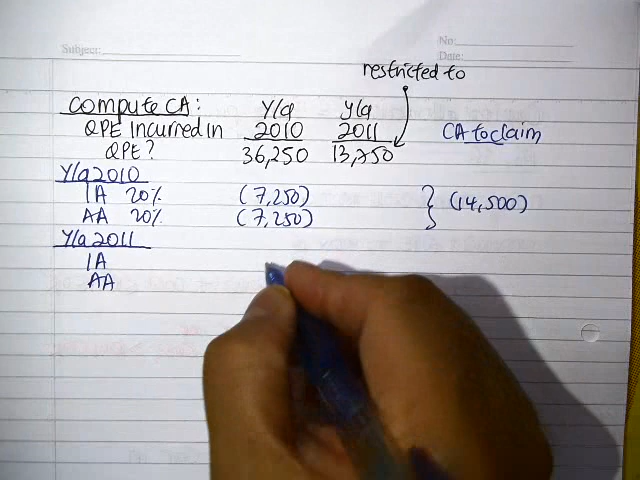 Subject:
No:
Date:
restricted to
compute CA: Y/a Y/a
QPE incurred in 2010 2011 CA to claim
QPE? 36,250 13,750
Y/a 2010
IA 20% (7,250)
AA 20% (7,250) } (14,500)
Y/a 2011
IA
AA